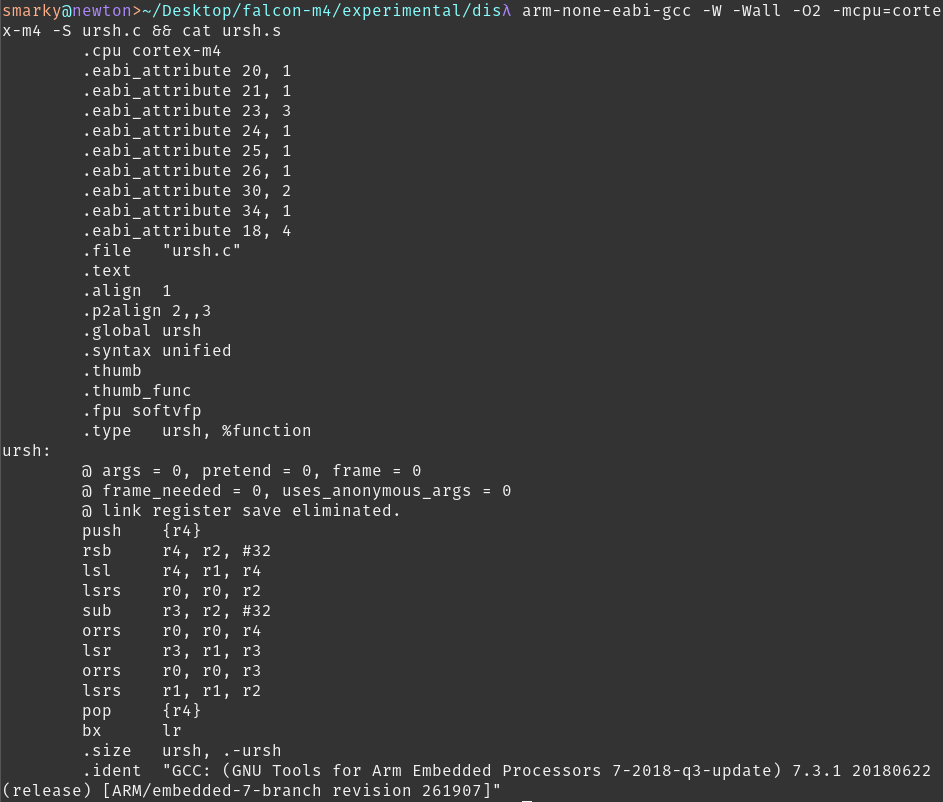 smarky@newton>~/Desktop/falcon-m4/experimental/disλ arm-none-eabi-gcc -W -Wall -O2 -mcpu=corte
x-m4 -S ursh.c && cat ursh.s
        .cpu cortex-m4
        .eabi_attribute 20, 1
        .eabi_attribute 21, 1
        .eabi_attribute 23, 3
        .eabi_attribute 24, 1
        .eabi_attribute 25, 1
        .eabi_attribute 26, 1
        .eabi_attribute 30, 2
        .eabi_attribute 34, 1
        .eabi_attribute 18, 4
        .file   "ursh.c"
        .text
        .align  1
        .p2align 2,,3
        .global ursh
        .syntax unified
        .thumb
        .thumb_func
        .fpu softvfp
        .type   ursh, %function
ursh:
        @ args = 0, pretend = 0, frame = 0
        @ frame_needed = 0, uses_anonymous_args = 0
        @ link register save eliminated.
        push    {r4}
        rsb     r4, r2, #32
        lsl     r4, r1, r4
        lsrs    r0, r0, r2
        sub     r3, r2, #32
        orrs    r0, r0, r4
        lsr     r3, r1, r3
        orrs    r0, r0, r3
        lsrs    r1, r1, r2
        pop     {r4}
        bx      lr
        .size   ursh, .-ursh
        .ident  "GCC: (GNU Tools for Arm Embedded Processors 7-2018-q3-update) 7.3.1 20180622
(release) [ARM/embedded-7-branch revision 261907]"